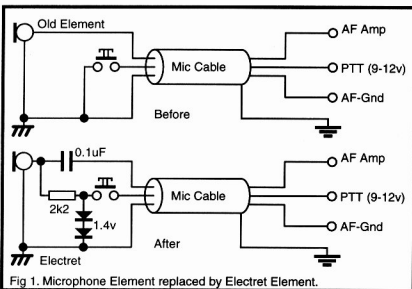 Old Element
Mic Cable
AF Amp
PTT (9-12v)
AF-Gnd
Before
0.1uF
2k2
1.4v
Mic Cable
AF Amp
PTT (9-12v)
AF-Gnd
Electret
After
Fig 1. Microphone Element replaced by Electret Element.